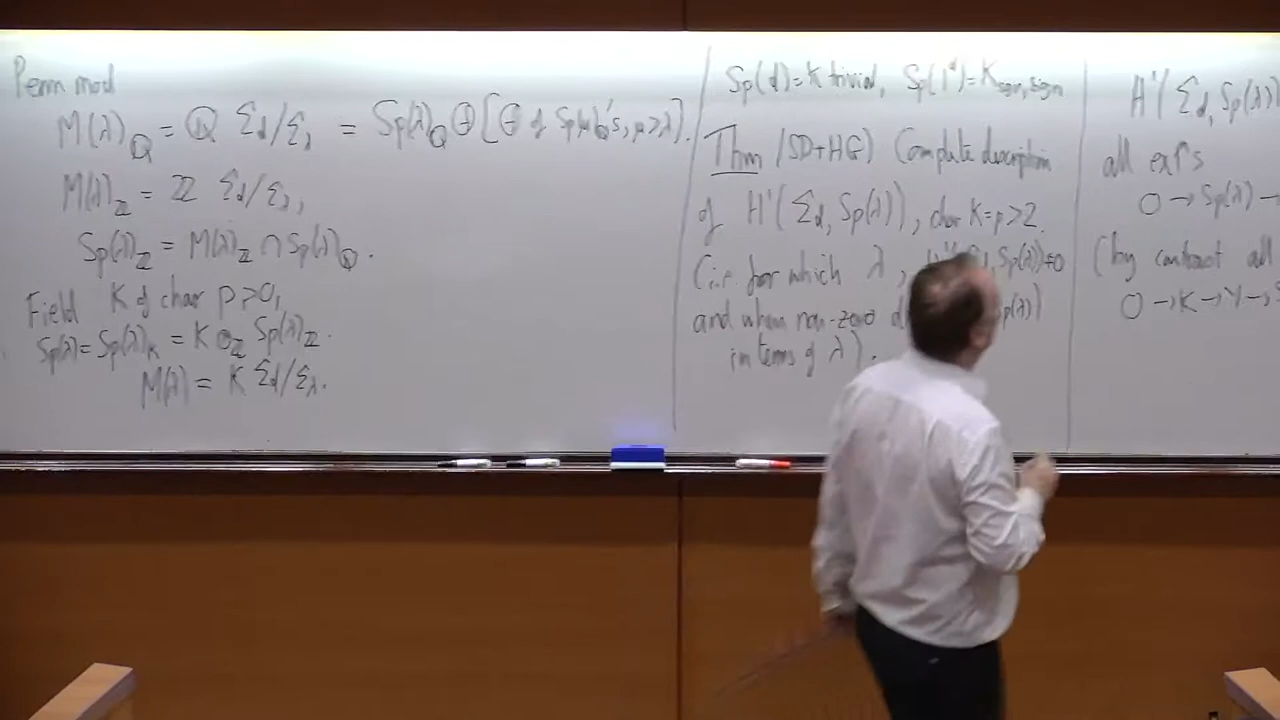 Perm mod
M(λ)_ℚ = ℚ Σ_d/Σ_λ = Sp(λ)_ℚ ⊕ [⊕ of Sp(μ)_ℚ's, μ>λ].
M(λ)_ℤ = ℤ Σ_d/Σ_λ,
Sp(λ)_ℤ = M(λ)_ℤ ∩ Sp(λ)_ℚ.
Field K of char p>0,
Sp(λ) = Sp(λ)_K = K ⊗_ℤ Sp(λ)_ℤ.
M(λ) = K Σ_d/Σ_λ.
Sp(d) = K trivial, Sp(1^d) = K_sgn, sign
Thm (SD+HG) Complete description
of H¹(Σ_d, Sp(λ)), char K=p>2.
(i.e. for which λ, Sp(λ))≠0
and when non-zero Sp(λ))
in terms of λ).
H¹(Σ_d, Sp(λ))
all ext^s
0 → Sp(λ) →
(by contrast all
0 → K → Y →